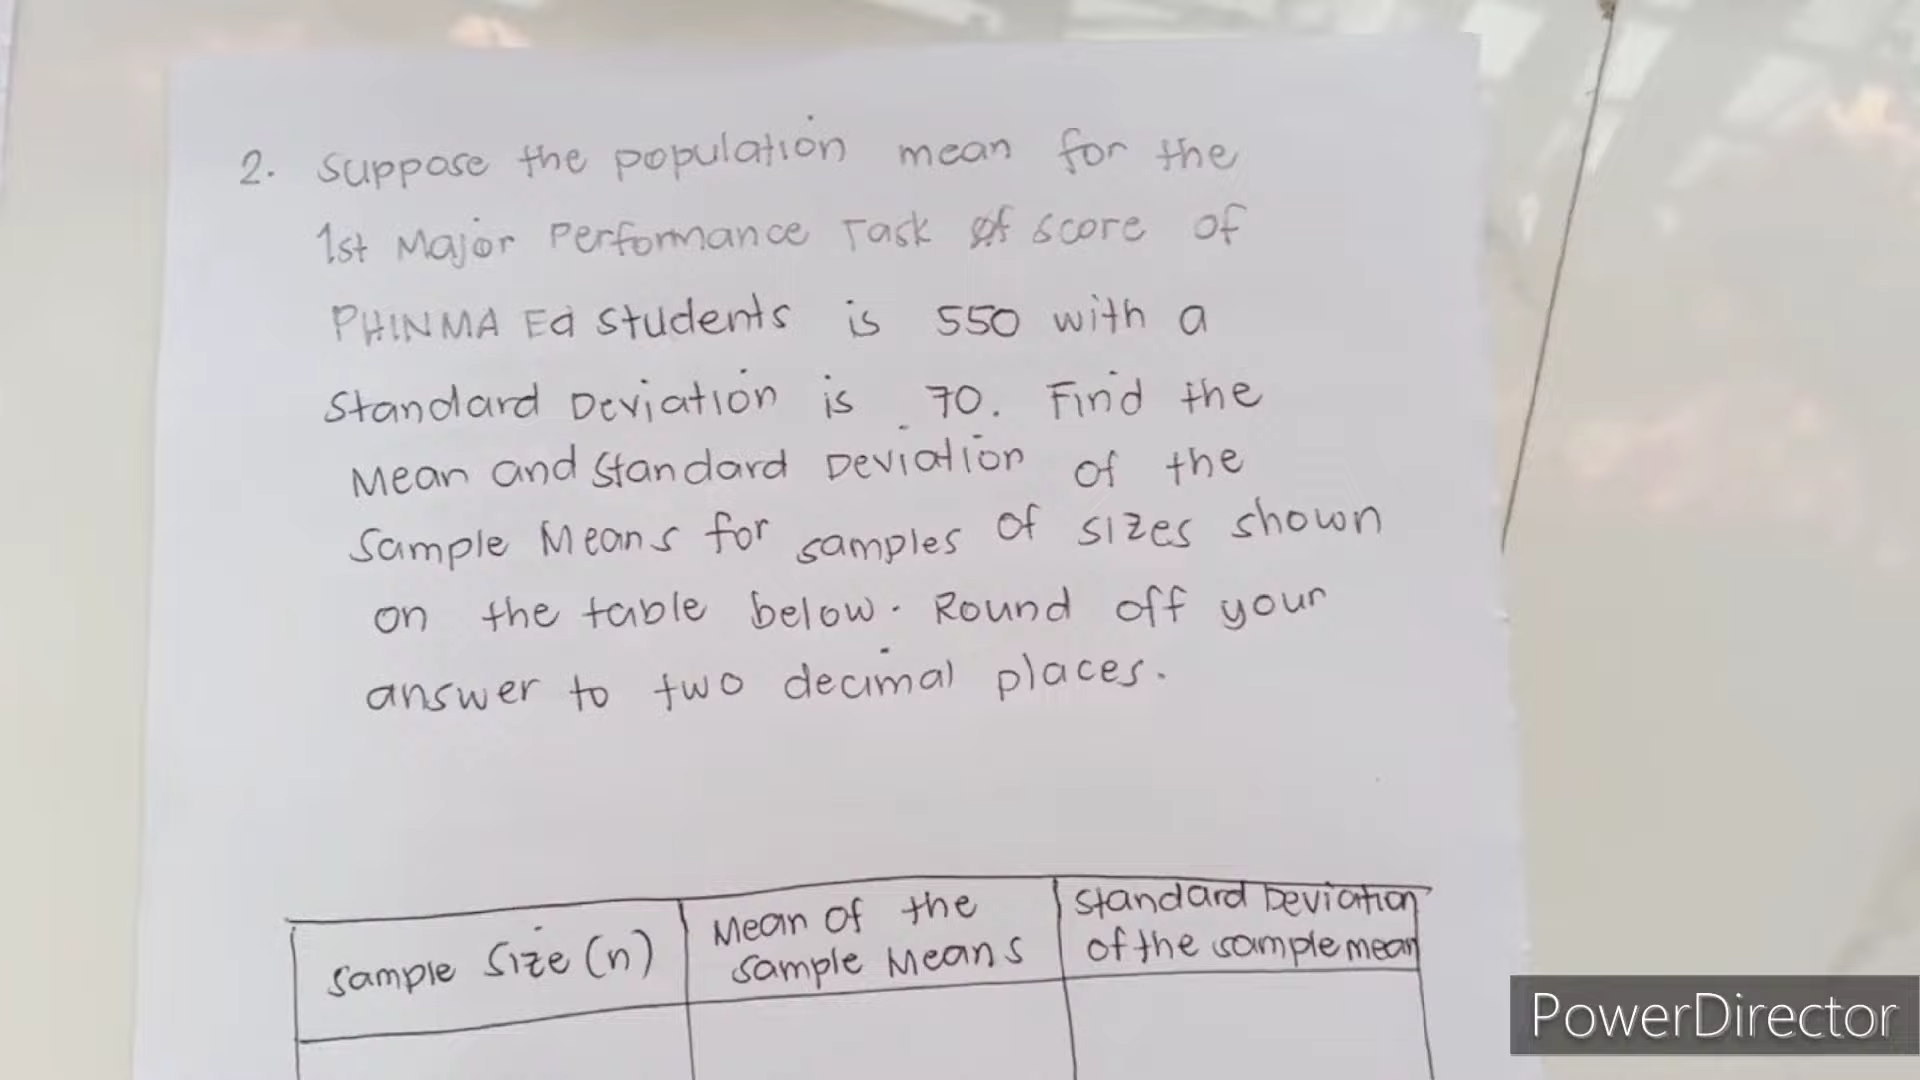 2. Suppose the population mean for the
1st Major Performance Task of score of
PHINMA Ed students is 550 with a
Standard Deviation is 70. Find the
Mean and Standard Deviation of the
Sample Means for samples of sizes shown
on the table below. Round off your
answer to two decimal places.
Sample Size (n)
Mean of the
Sample Means
Standard Deviation
of the sample mean
PowerDirector